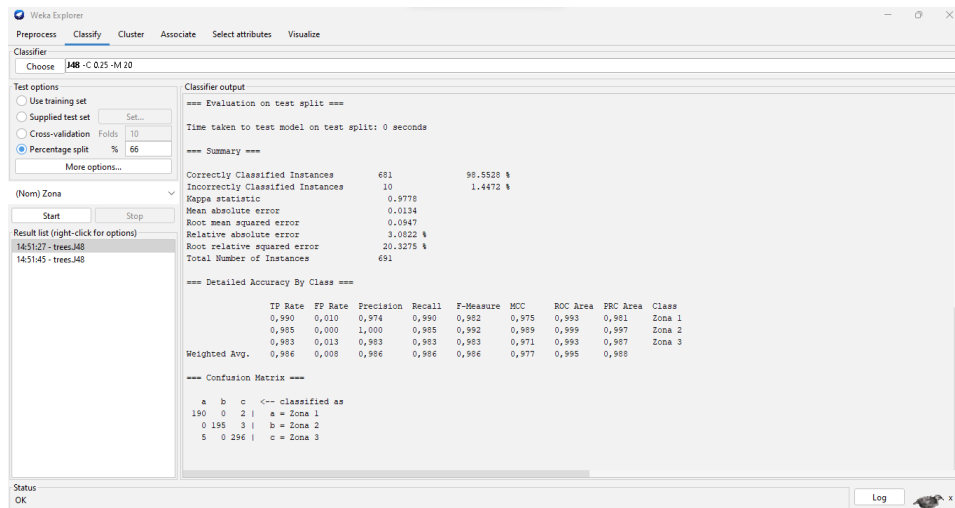 Weka Explorer
Preprocess Classify Cluster Associate Select attributes Visualize
Classifier
Choose J48 -C 0.25 -M 20
Test options
Use training set
Supplied test set Set...
Cross-validation Folds 10
Percentage split % 66
More options...
(Nom) Zona
Start Stop
Result list (right-click for options)
14:51:27 - trees.J48
14:51:45 - trees.J48
Classifier output
=== Evaluation on test split ===
Time taken to test model on test split: 0 seconds
=== Summary ===
Correctly Classified Instances 681 98.5528 %
Incorrectly Classified Instances 10 1.4472 %
Kappa statistic 0.9778
Mean absolute error 0.0134
Root mean squared error 0.0947
Relative absolute error 3.0822 %
Root relative squared error 20.3275 %
Total Number of Instances 691
=== Detailed Accuracy By Class ===
TP Rate FP Rate Precision Recall F-Measure MCC ROC Area PRC Area Class
0,990 0,010 0,974 0,990 0,982 0,975 0,993 0,981 Zona 1
0,985 0,000 1,000 0,985 0,992 0,989 0,999 0,997 Zona 2
0,983 0,013 0,983 0,983 0,983 0,971 0,993 0,987 Zona 3
Weighted Avg. 0,986 0,008 0,986 0,986 0,986 0,977 0,995 0,988
=== Confusion Matrix ===
a b c <-- classified as
190 0 2 | a = Zona 1
0 195 3 | b = Zona 2
5 0 296 | c = Zona 3
Status
OK
Log
x